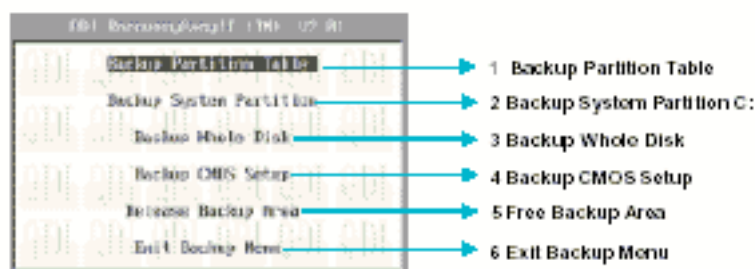 Backup Partition Table
1 Backup Partition Table
Backup System Partition
2 Backup System Partition C:
Backup Whole Disk
3 Backup Whole Disk
Backup CMOS Setup
4 Backup CMOS Setup
Release Backup Area
5 Free Backup Area
Exit Backup Menu
6 Exit Backup Menu